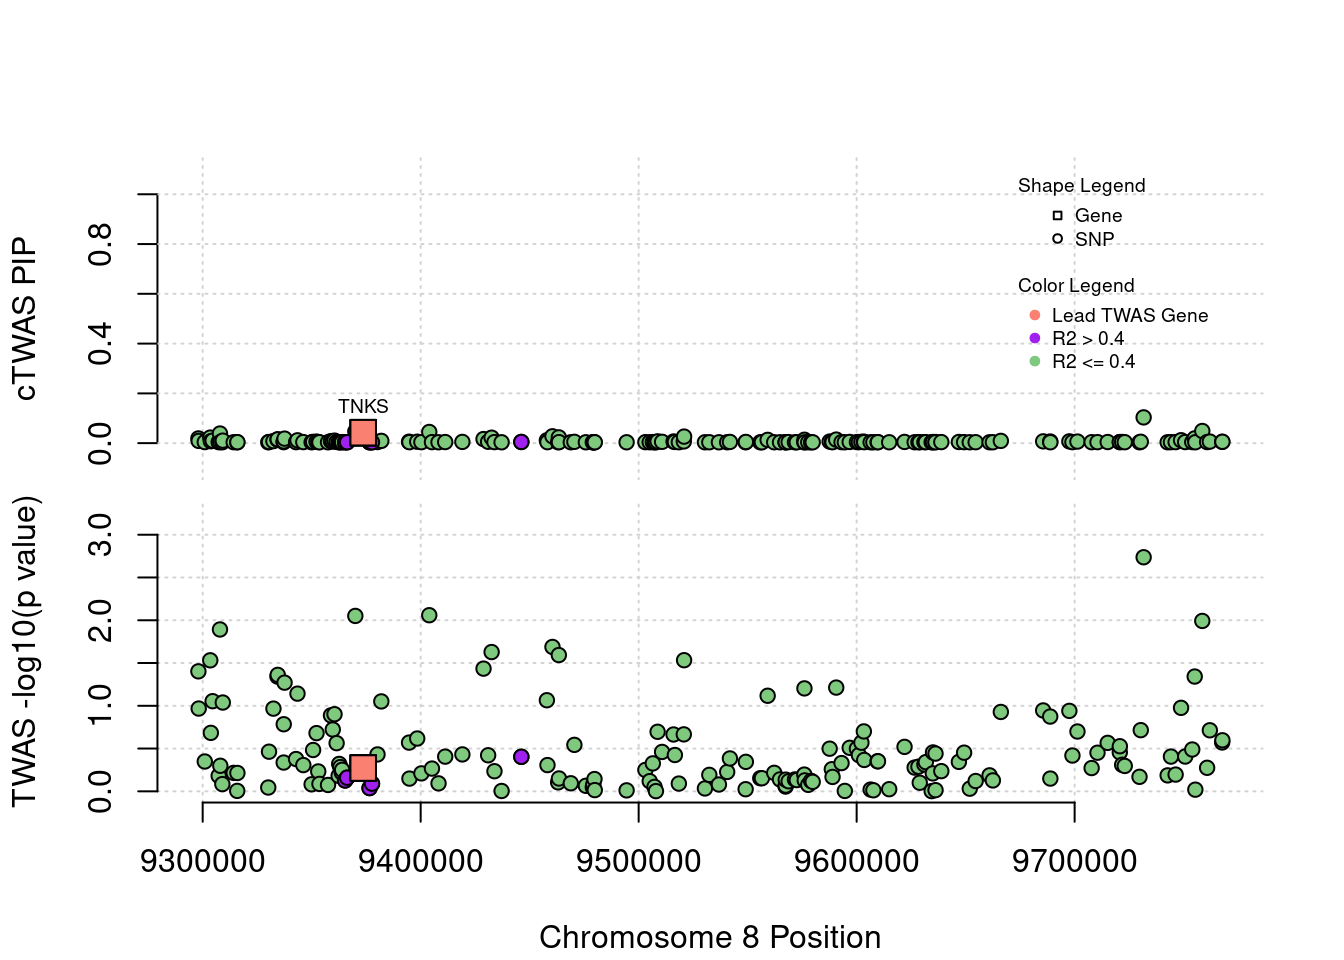 cTWAS PIP
0.8
0.4
0.0
Shape Legend
Gene
SNP
Color Legend
Lead TWAS Gene
R2 > 0.4
R2 <= 0.4
TNKS
TWAS -log10(p value)
3.0
2.0
1.0
0.0
9300000 9400000 9500000 9600000 9700000
Chromosome 8 Position